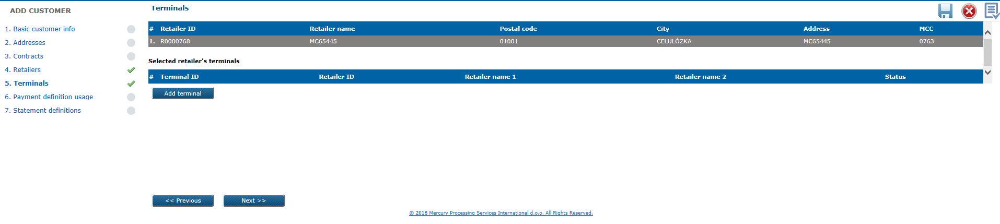 ADD CUSTOMER
1. Basic customer info
2. Addresses
3. Contracts
4. Retailers
5. Terminals
6. Payment definition usage
7. Statement definitions
Terminals
# Retailer ID Retailer name Postal code City Address MCC
1. R0000768 MC65445 01001 CELULÓZKA MC65445 0763
Selected retailer's terminals
# Terminal ID Retailer ID Retailer name 1 Retailer name 2 Status
Add terminal
<< Previous Next >>
© 2018 Mercury Processing Services International d.o.o. All Rights Reserved.